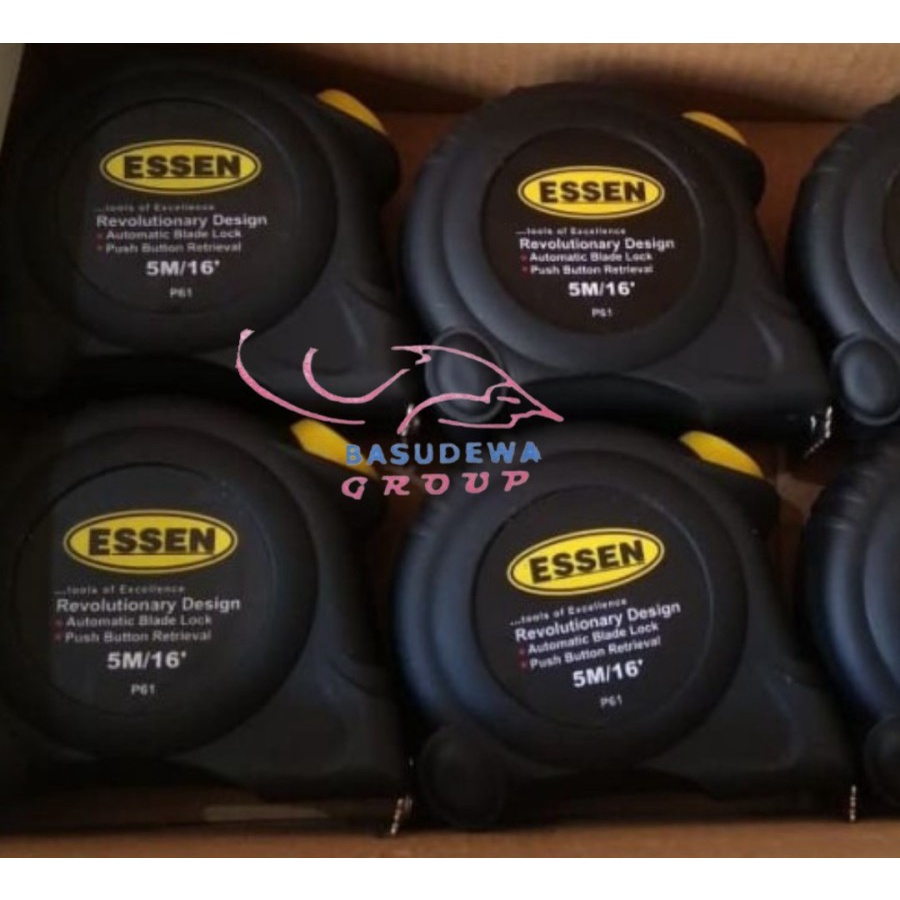 ESSEN
...tools of Excellence
Revolutionary Design
Automatic Blade Lock
Push Button Retrieval
5M/16'
P61
ESSEN
...tools of Excellence
Revolutionary Design
Automatic Blade Lock
Push Button Retrieval
5M/16'
P61
BASUDEWA
GROUP
ESSEN
...tools of Excellence
Revolutionary Design
Automatic Blade Lock
Push Button Retrieval
5M/16'
P61
ESSEN
...tools of Excellence
Revolutionary Design
Automatic Blade Lock
Push Button Retrieval
5M/16'
P61